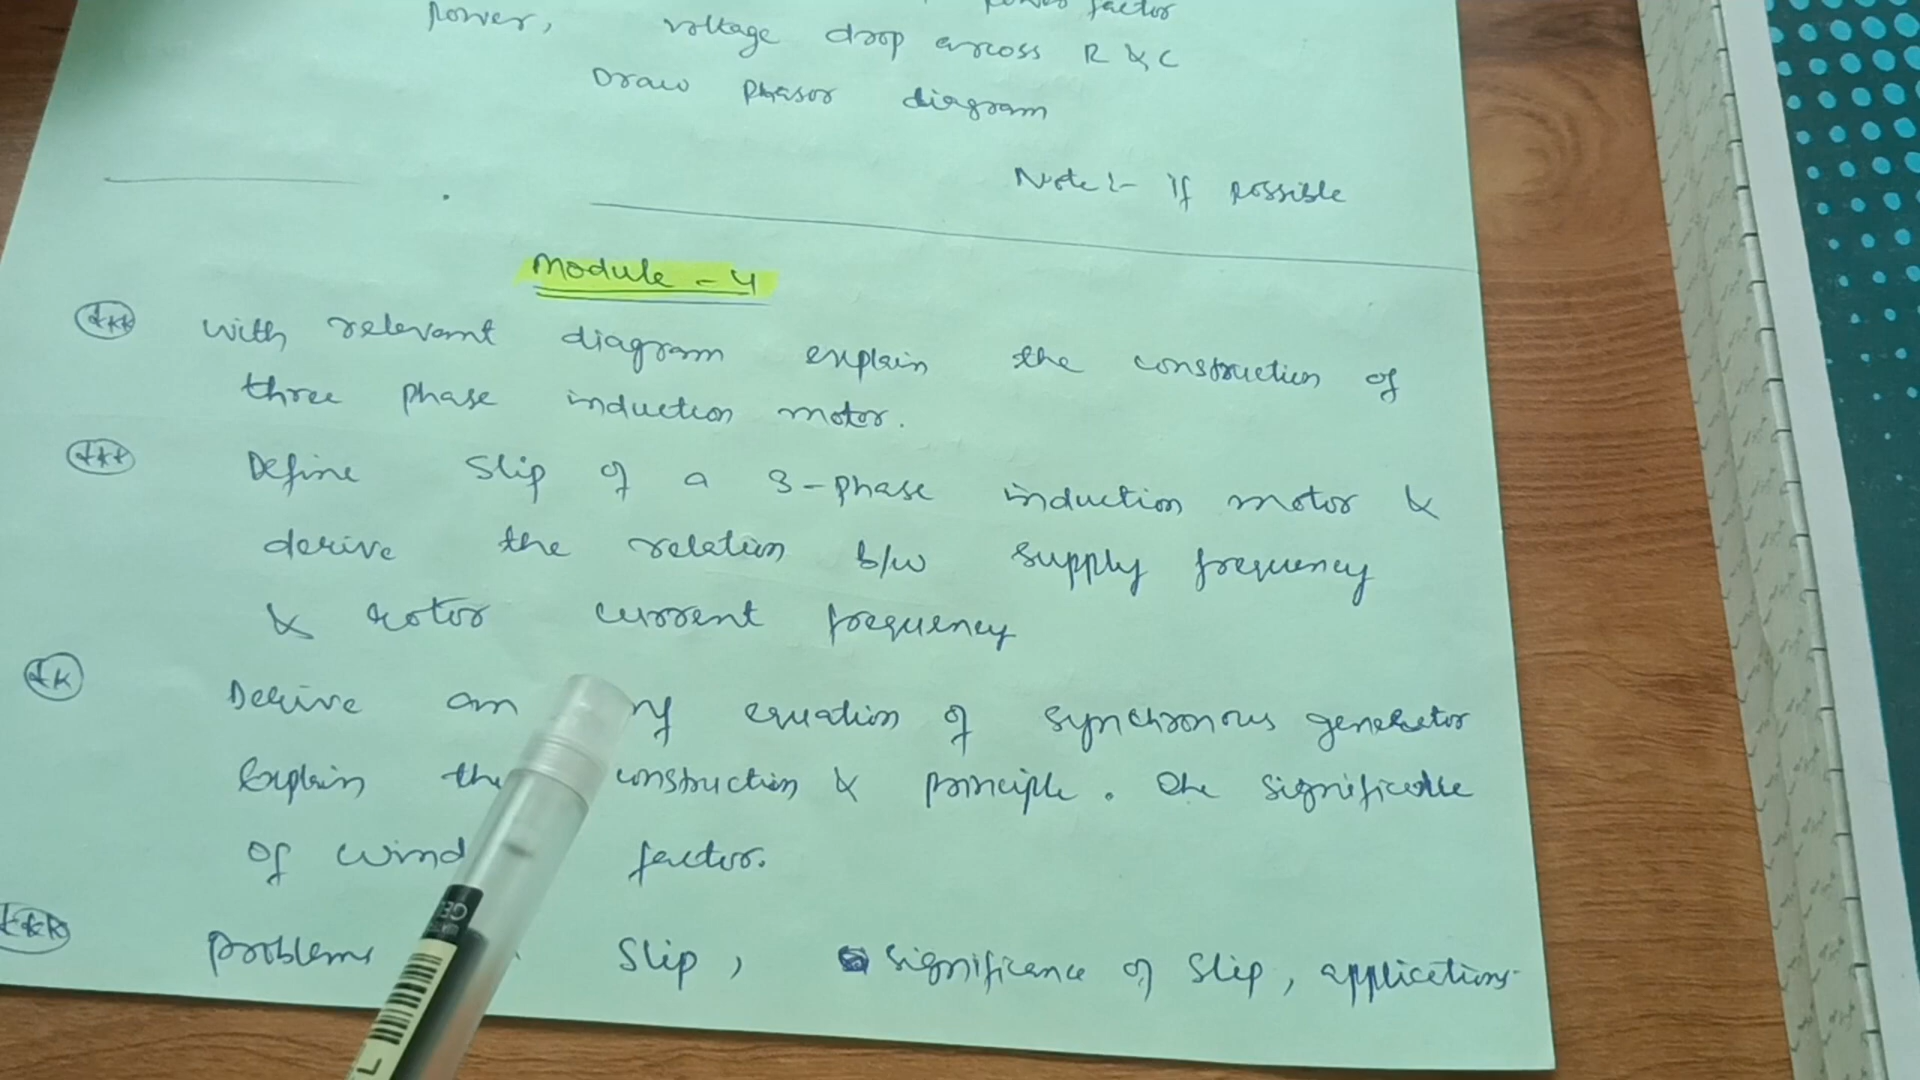 power, voltage drop across R & C
Draw phasor diagram
Note :- If possible
Module - 4
With relevant diagram explain the construction of
three phase induction motor.
Define Slip of a 3-phase induction motor &
derive the relation b/w supply frequency
& rotor current frequency
Derive an equation of synchronous generator
Explain the construction & principle. The significance
of factor.
problems Slip, significance of Slip, applications